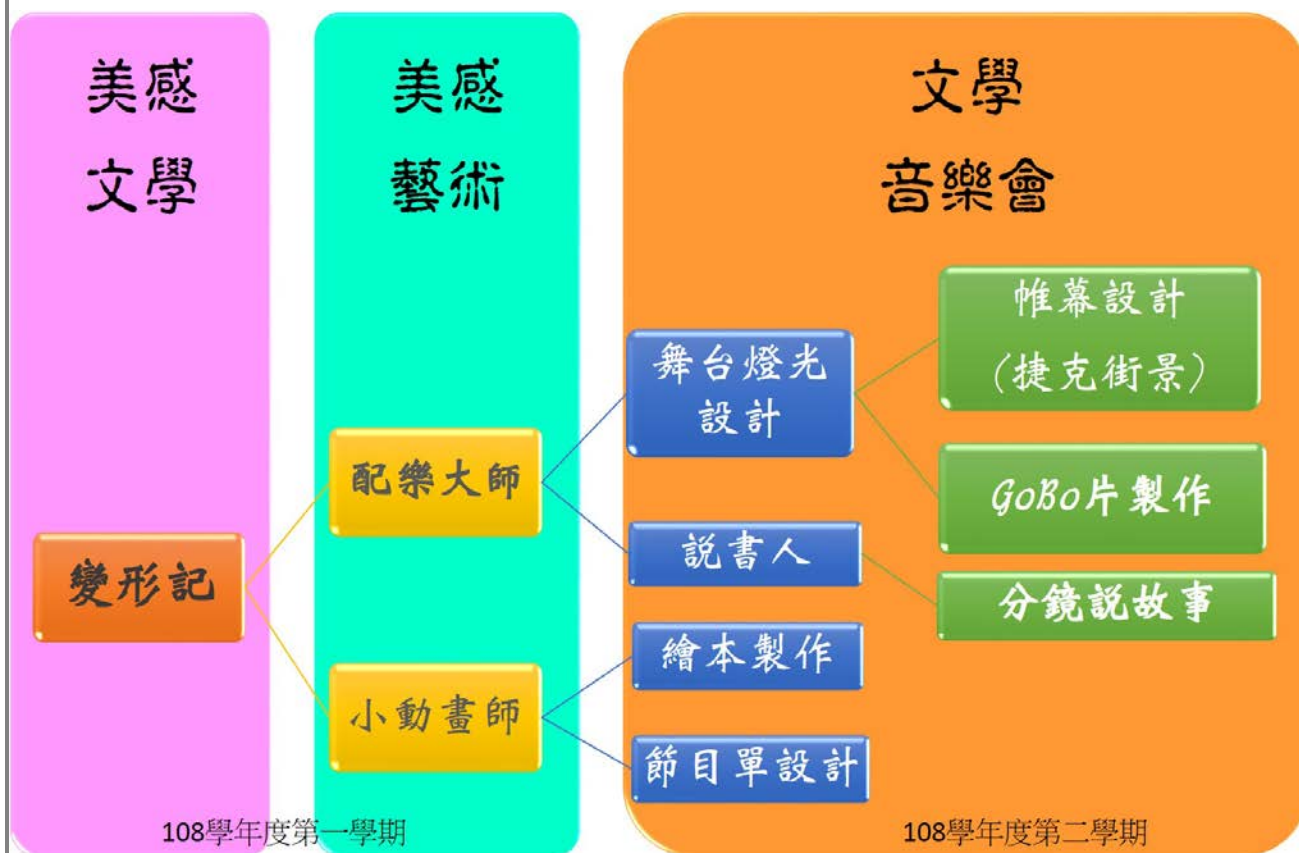 美感
文學
美感
藝術
文學
音樂會
變形記
配樂大師
小動畫師
舞台燈光
設計
説書人
繪本製作
節目單設計
帷幕設計
(捷克街景)
GoBo片製作
分鏡説故事
108學年度第一學期
108學年度第二學期